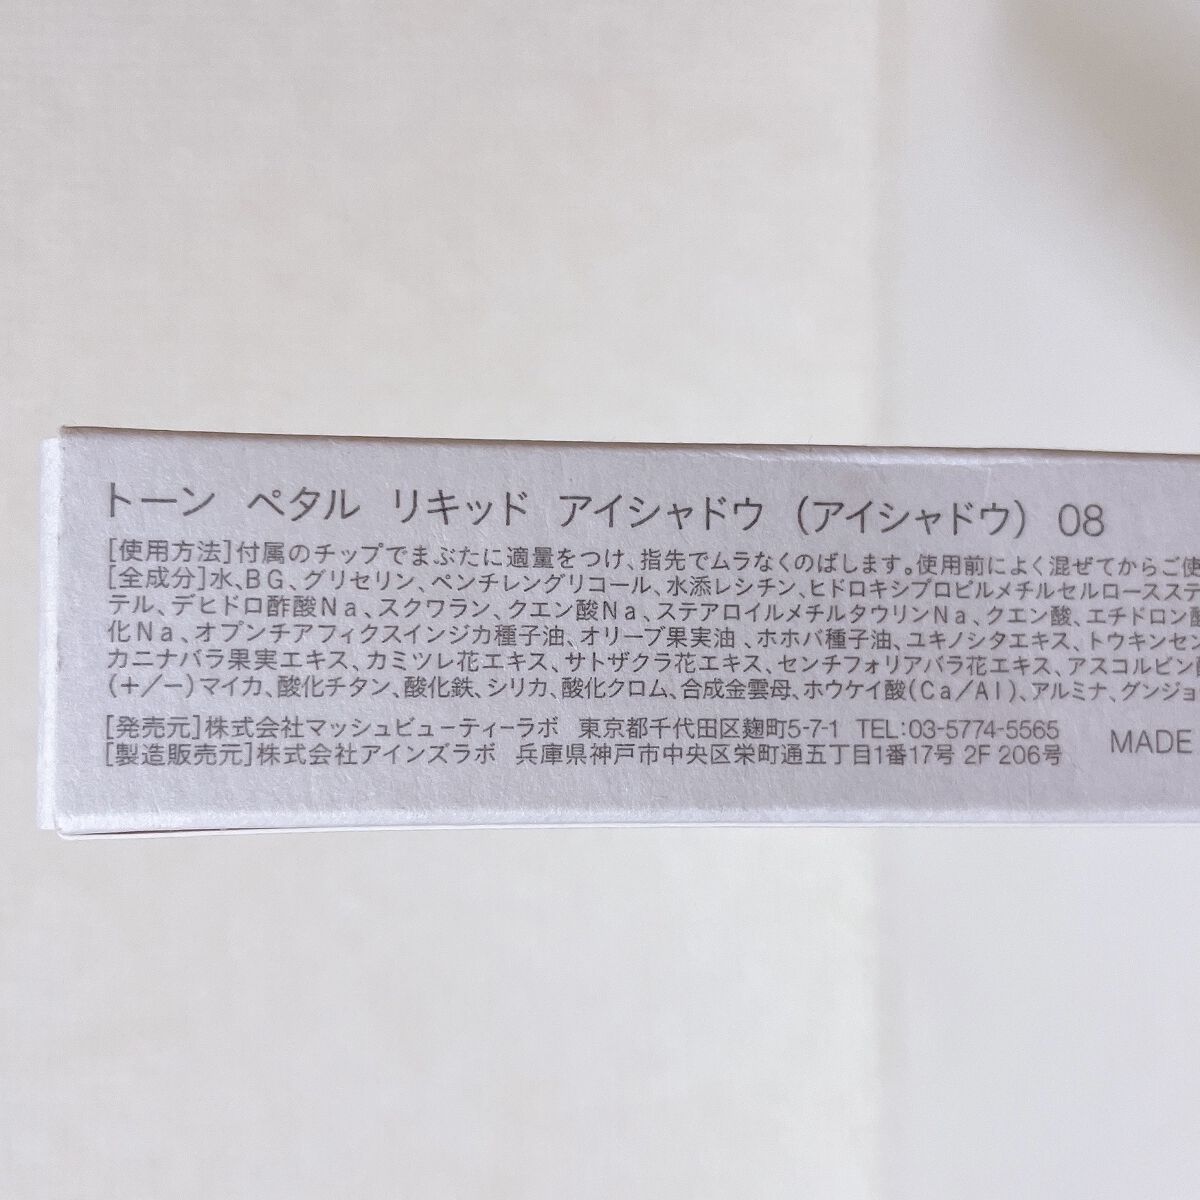 トーン ペタル リキッド アイシャドウ (アイシャドウ) 08
[使用方法]付属のチップでまぶたに適量をつけ、指先でムラなくのばします。使用前によく混ぜてからご使
[全成分]水、BG、グリセリン、ペンチレングリコール、水添レシチン、ヒドロキシプロピルメチルセルロースステ
テル、デヒドロ酢酸Na、スクワラン、クエン酸Na、ステアロイルメチルタウリンNa、クエン酸、エチドロン酸
化Na、オプンチアフィクスインジカ種子油、オリーブ果実油、ホホバ種子油、ユキノシタエキス、トウキンセン
カニナバラ果実エキス、カミツレ花エキス、サトザクラ花エキス、センチフォリアバラ花エキス、アスコルビン
(+/−)マイカ、酸化チタン、酸化鉄、シリカ、酸化クロム、合成金雲母、ホウケイ酸(Ca/Al)、アルミナ、グンジョ
[発売元]株式会社マッシュビューティーラボ 東京都千代田区麹町5-7-1 TEL:03-5774-5565
[製造販売元]株式会社アインズラボ 兵庫県神戸市中央区栄町通五丁目1番17号 2F 206号
MADE